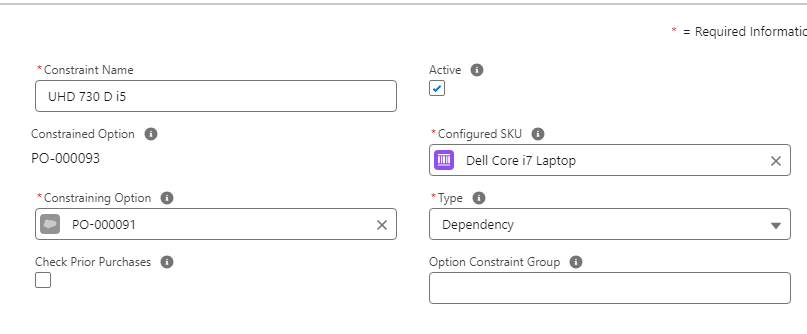 * = Required Informatio
*Constraint Name
UHD 730 D i5
Active
Constrained Option
PO-000093
*Configured SKU
Dell Core i7 Laptop
*Constraining Option
PO-000091
*Type
Dependency
Check Prior Purchases
Option Constraint Group